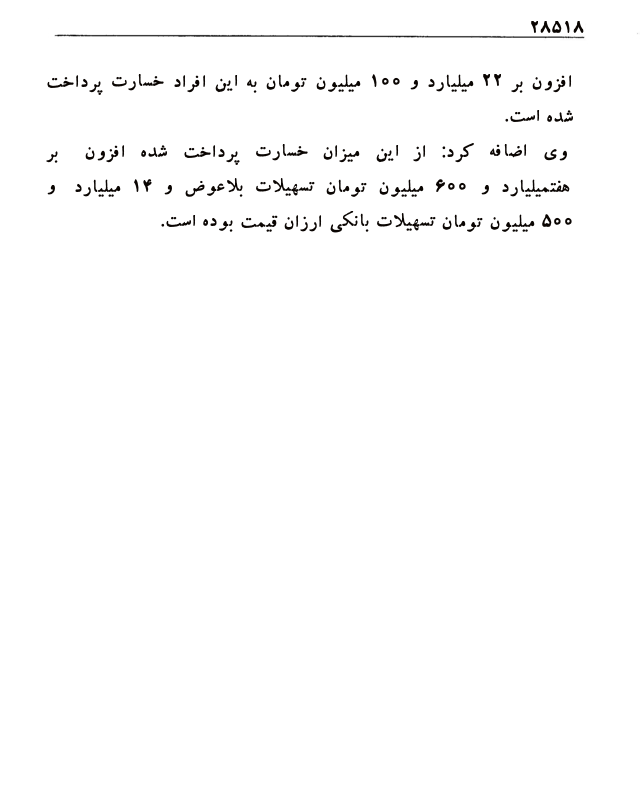 ۲۸۵۱۸
افزون بر ۲۲ میلیارد و ۱۰۰ میلیون تومان به این افراد خسارت پرداخت
شده است.
وی اضافه کرد: از این میزان خسارت پرداخت شده افزون بر
هفتمیلیارد و ۶۰۰ میلیون تومان تسهیلات بلاعوض و ۱۴ میلیارد و
۵۰۰ میلیون تومان تسهیلات بانکی ارزان قیمت بوده است.